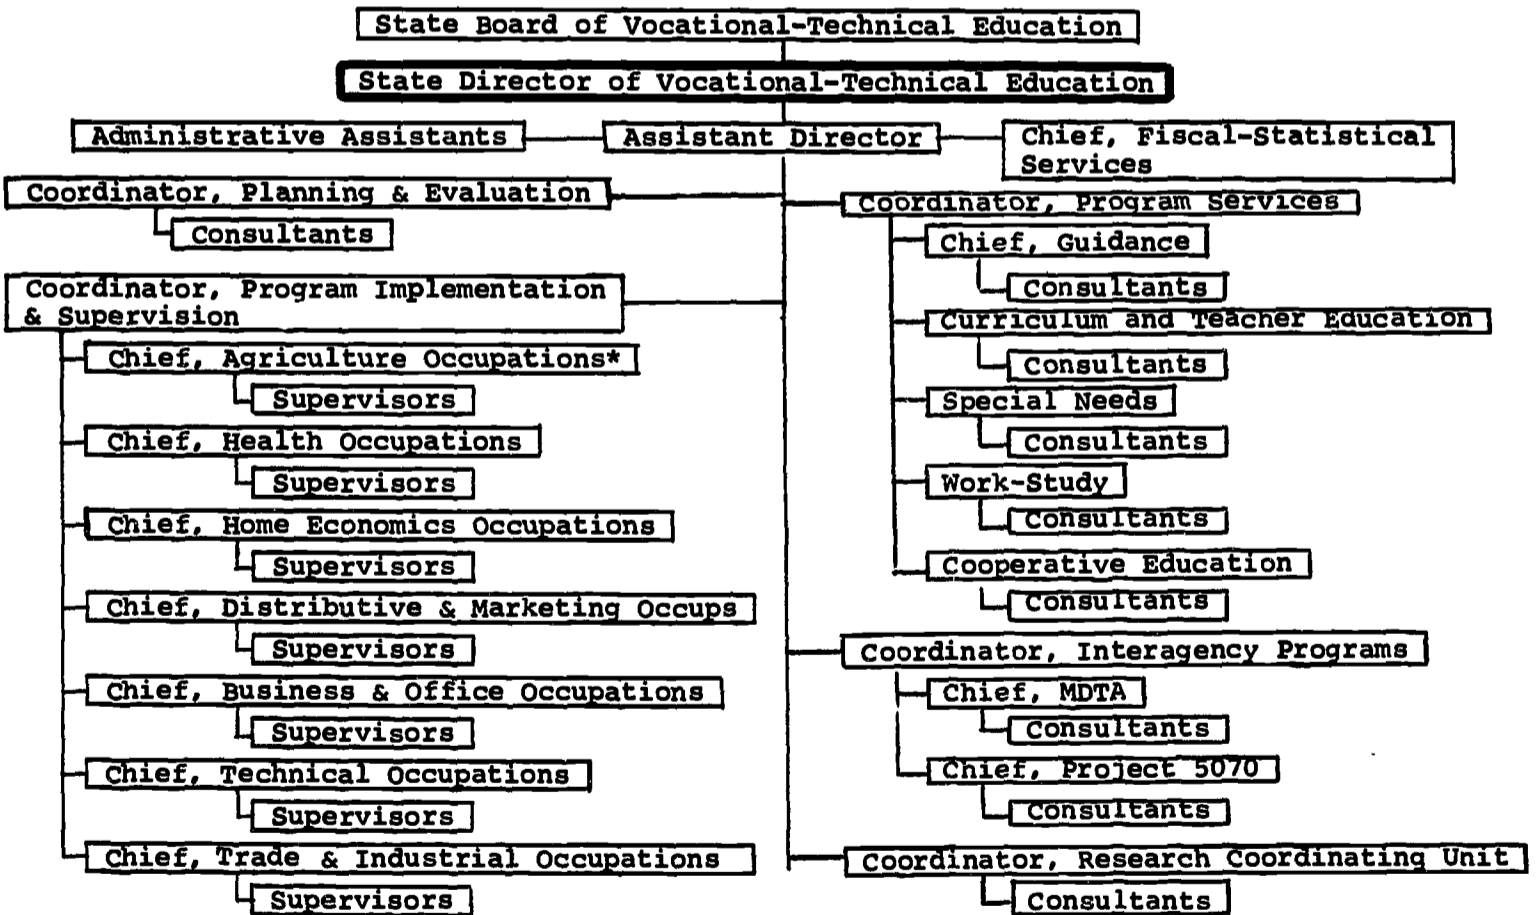 State Board of Vocational-Technical Education
State Director of Vocational-Technical Education
Administrative Assistants
Assistant Director
Chief, Fiscal-Statistical
Services
Coordinator, Planning & Evaluation
Consultants
Coordinator, Program Implementation
& Supervision
Chief, Agriculture Occupations*
Supervisors
Chief, Health Occupations
Supervisors
Chief, Home Economics Occupations
Supervisors
Chief, Distributive & Marketing Occups
Supervisors
Chief, Business & Office Occupations
Supervisors
Chief, Technical Occupations
Supervisors
Chief, Trade & Industrial Occupations
Supervisors
Coordinator, Program Services
Chief, Guidance
Consultants
Curriculum and Teacher Education
Consultants
Special Needs
Consultants
Work-Study
Consultants
Cooperative Education
Consultants
Coordinator, Interagency Programs
Chief, MDTA
Consultants
Chief, Project 5070
Consultants
Coordinator, Research Coordinating Unit
Consultants